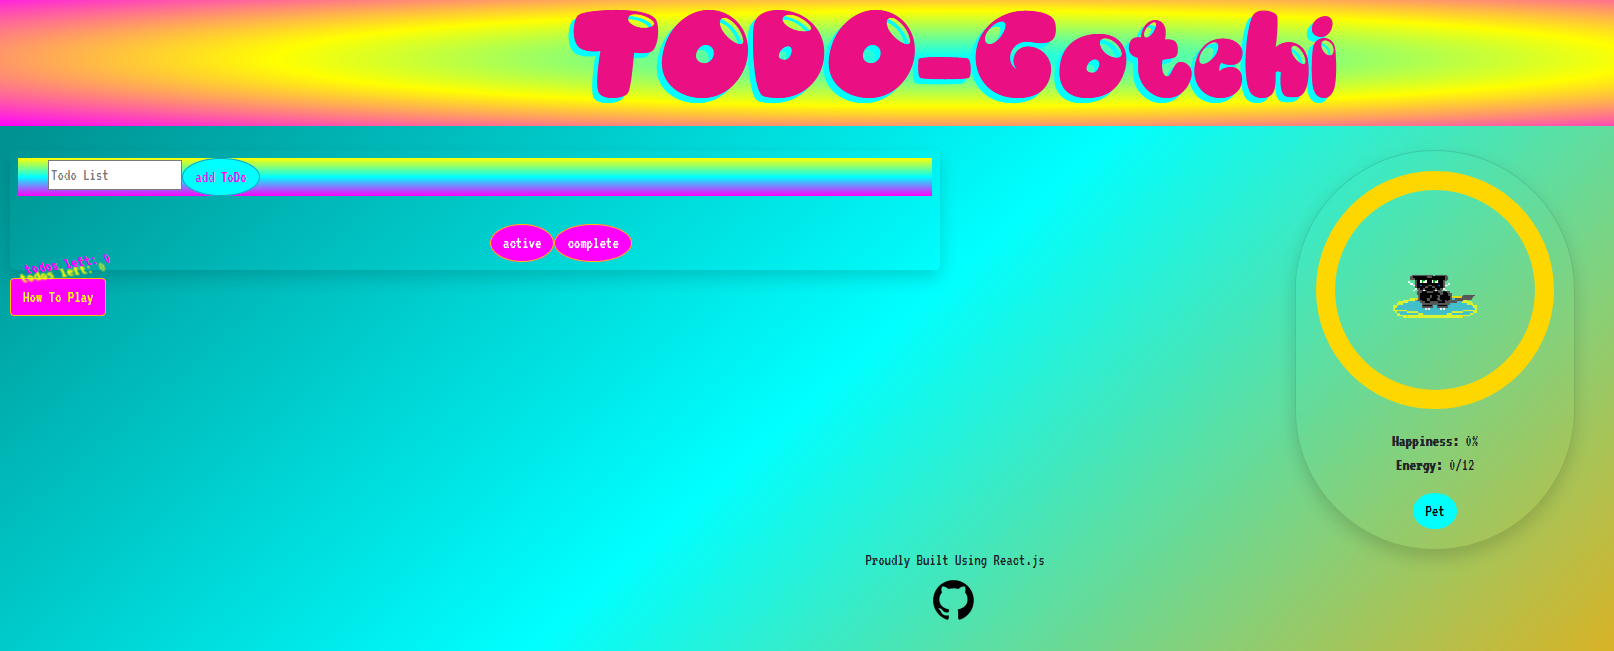 TODO-Gotchi
Todo List
add ToDo
active
complete
todos left: 0
How To Play
Happiness: 0%
Energy: 0/12
Pet
Proudly Built Using React.js